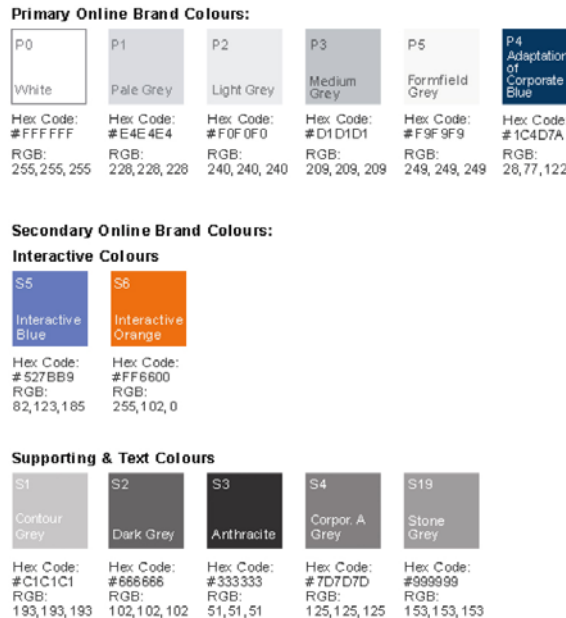 Primary Online Brand Colours:
P0
White
Hex Code:
#FFFFFF
RGB:
255,255, 255
P1
Pale Grey
Hex Code:
#E4E4E4
RGB:
228,228, 228
P2
Light Grey
Hex Code:
#F0F0F0
RGB:
240, 240, 240
P3
Medium
Grey
Hex Code:
#D1D1D1
RGB:
209, 209, 209
P5
Formfield
Grey
Hex Code:
#F9F9F9
RGB:
249, 249, 249
P4
Adaptation
of
Corporate
Blue
Hex Code
#1C4D7A
RGB:
28,77,122
Secondary Online Brand Colours:
Interactive Colours
S5
Interactive
Blue
Hex Code:
#527BB9
RGB:
82,123,185
S6
Interactive
Orange
Hex Code:
#FF6600
RGB:
255,102,0
Supporting & Text Colours
S1
Contour
Grey
Hex Code:
#C1C1C1
RGB:
193,193,193
S2
Dark Grey
Hex Code:
#666666
RGB:
102,102,102
S3
Anthracite
Hex Code:
#333333
RGB:
51,51,51
S4
Corpor. A
Grey
Hex Code:
#7D7D7D
RGB:
125,125,125
S19
Stone
Grey
Hex Code:
#999999
RGB:
153,153,153